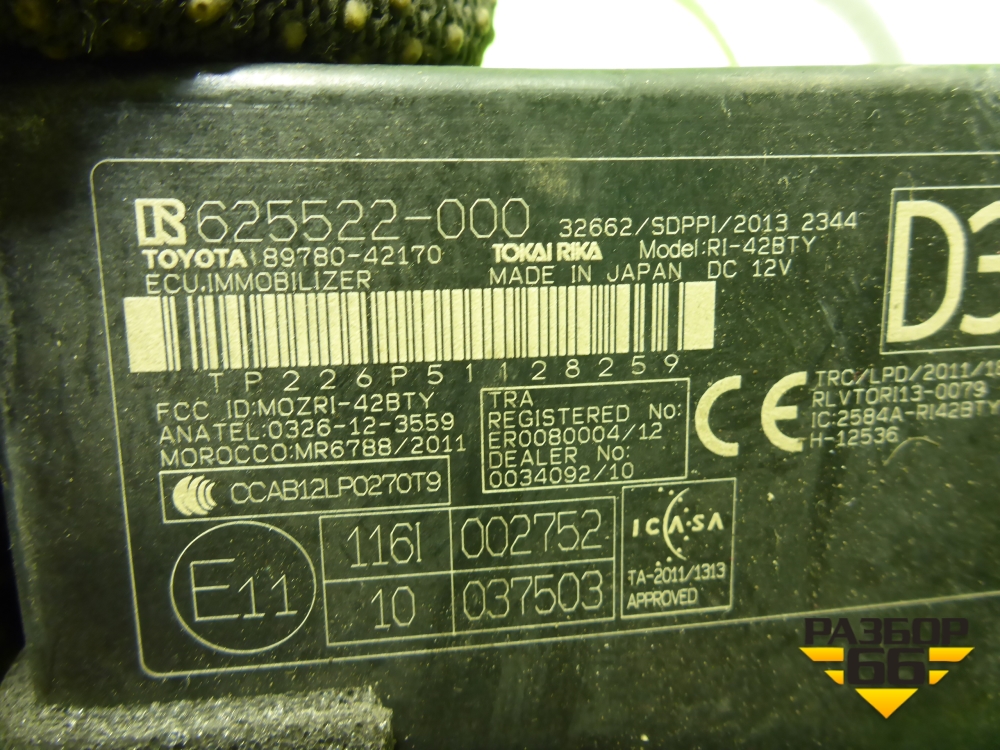 625522-000
32662/SDPPI/2013 2344
TOYOTA 89780-42170 TOKAI RIKA Model:RI-42BTY
ECU,IMMOBILIZER MADE IN JAPAN DC 12V
D3
TP226P51128259
FCC ID:MOZRI-42BTY
ANATEL:0326-12-3559
MOROCCO:MR6788/2011
CCAB12LP0270T9
TRA
REGISTERED No:
ER0080004/12
DEALER No:
0034092/10
CE
TRC/LPD/2011/18
RLVTORI13-0079
IC:2584A-RI42BTY
H-12536
E11
116I 002752
10 037503
ICASA
TA-2011/1313
APPROVED
РАЗБОР
66